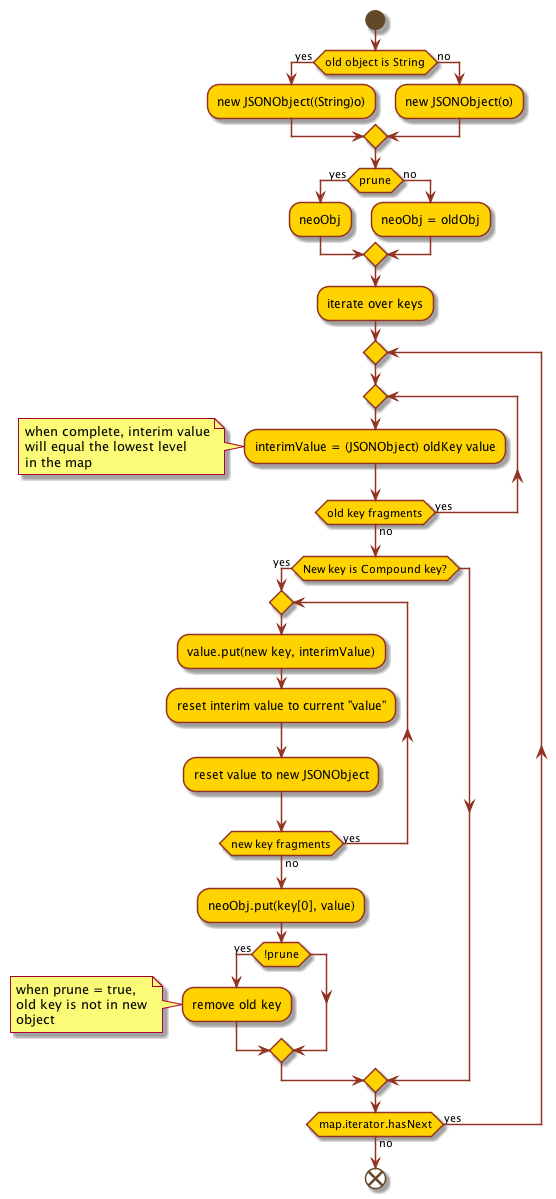 old object is String
yes
no
new JSONObject((String)o)
new JSONObject(o)
prune
yes
no
neoObj
neoObj = oldObj
iterate over keys
when complete, interim value
will equal the lowest level
in the map
interimValue = (JSONObject) oldKey value
old key fragments
yes
no
New key is Compound key?
yes
value.put(new key, interimValue)
reset interim value to current "value"
reset value to new JSONObject
new key fragments
yes
no
neoObj.put(key[0], value)
!prune
yes
when prune = true,
old key is not in new
object
remove old key
map.iterator.hasNext
yes
no